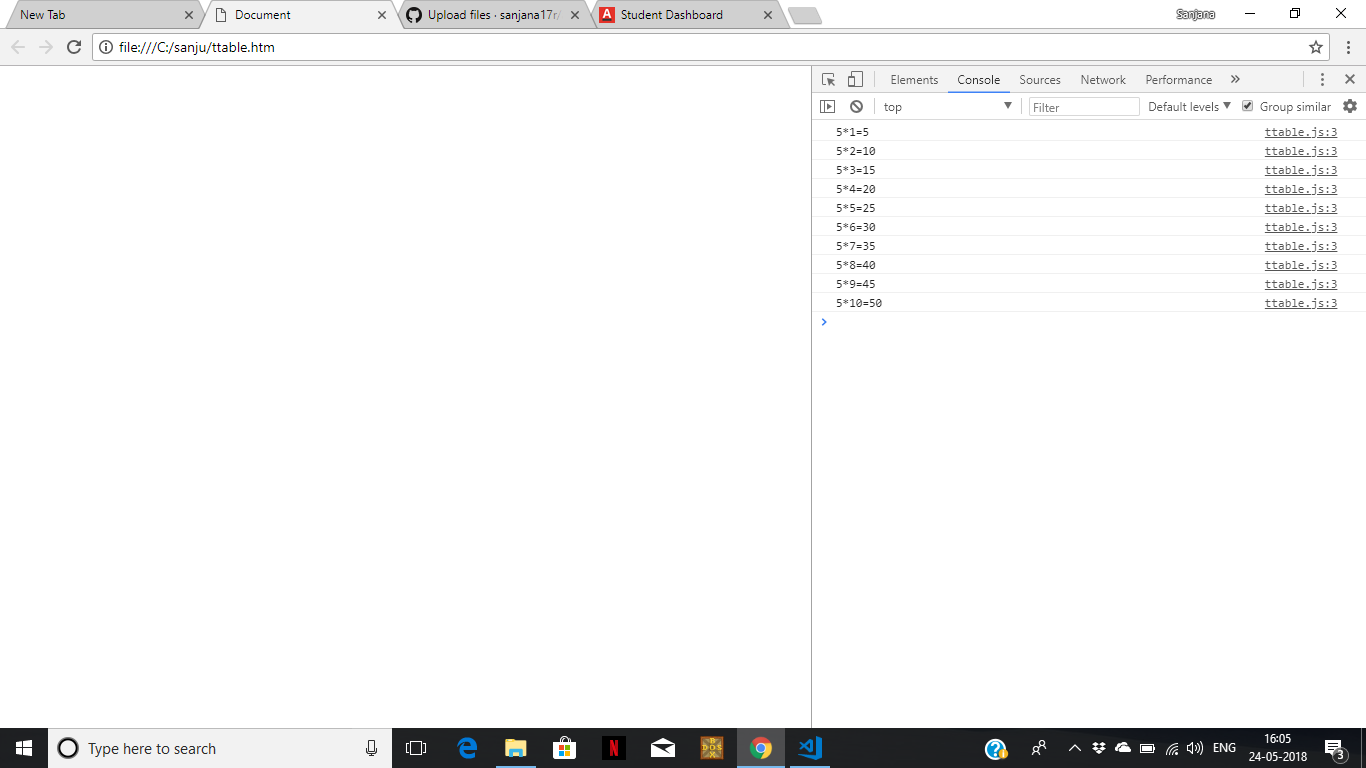 New Tab
Document
Upload files · sanjana17r/
Student Dashboard
Sanjana
file:///C:/sanju/ttable.htm
Elements Console Sources Network Performance
top Filter Default levels Group similar
5*1=5 ttable.js:3
5*2=10 ttable.js:3
5*3=15 ttable.js:3
5*4=20 ttable.js:3
5*5=25 ttable.js:3
5*6=30 ttable.js:3
5*7=35 ttable.js:3
5*8=40 ttable.js:3
5*9=45 ttable.js:3
5*10=50 ttable.js:3
Type here to search
DOS
ENG
16:05
24-05-2018
3